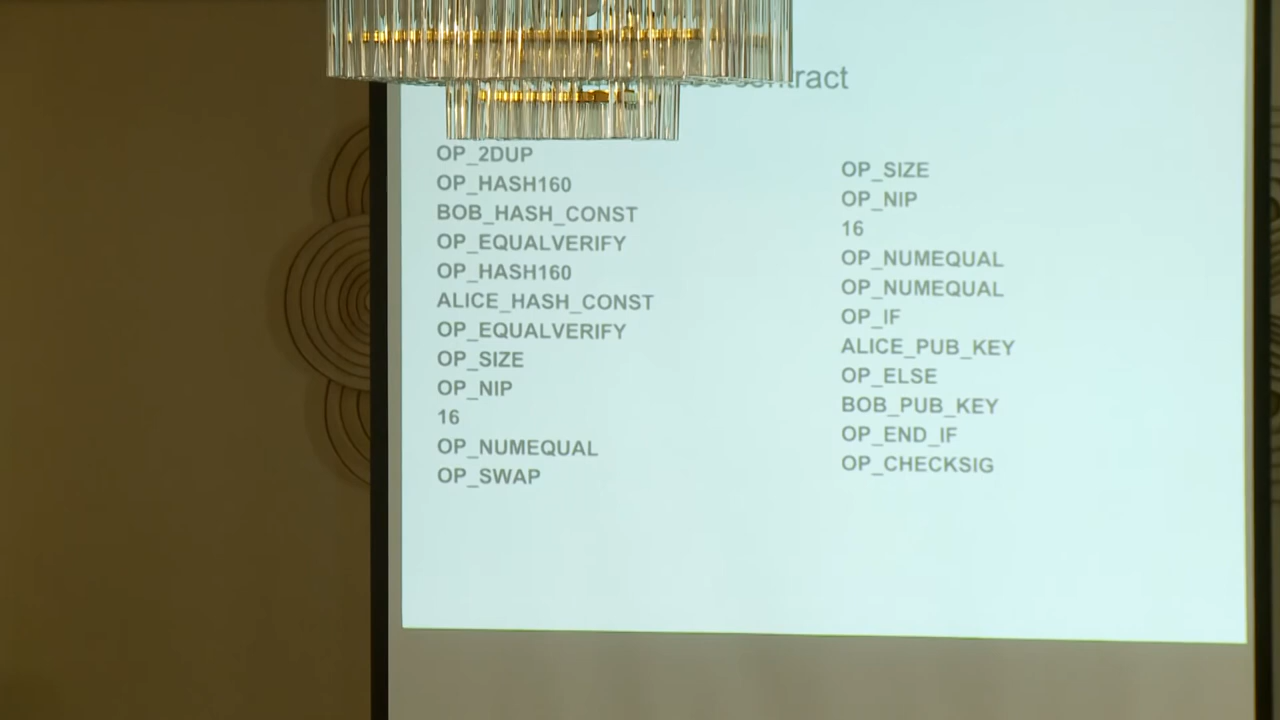 contract
OP_2DUP
OP_HASH160
BOB_HASH_CONST
OP_EQUALVERIFY
OP_HASH160
ALICE_HASH_CONST
OP_EQUALVERIFY
OP_SIZE
OP_NIP
16
OP_NUMEQUAL
OP_SWAP
OP_SIZE
OP_NIP
16
OP_NUMEQUAL
OP_NUMEQUAL
OP_IF
ALICE_PUB_KEY
OP_ELSE
BOB_PUB_KEY
OP_END_IF
OP_CHECKSIG